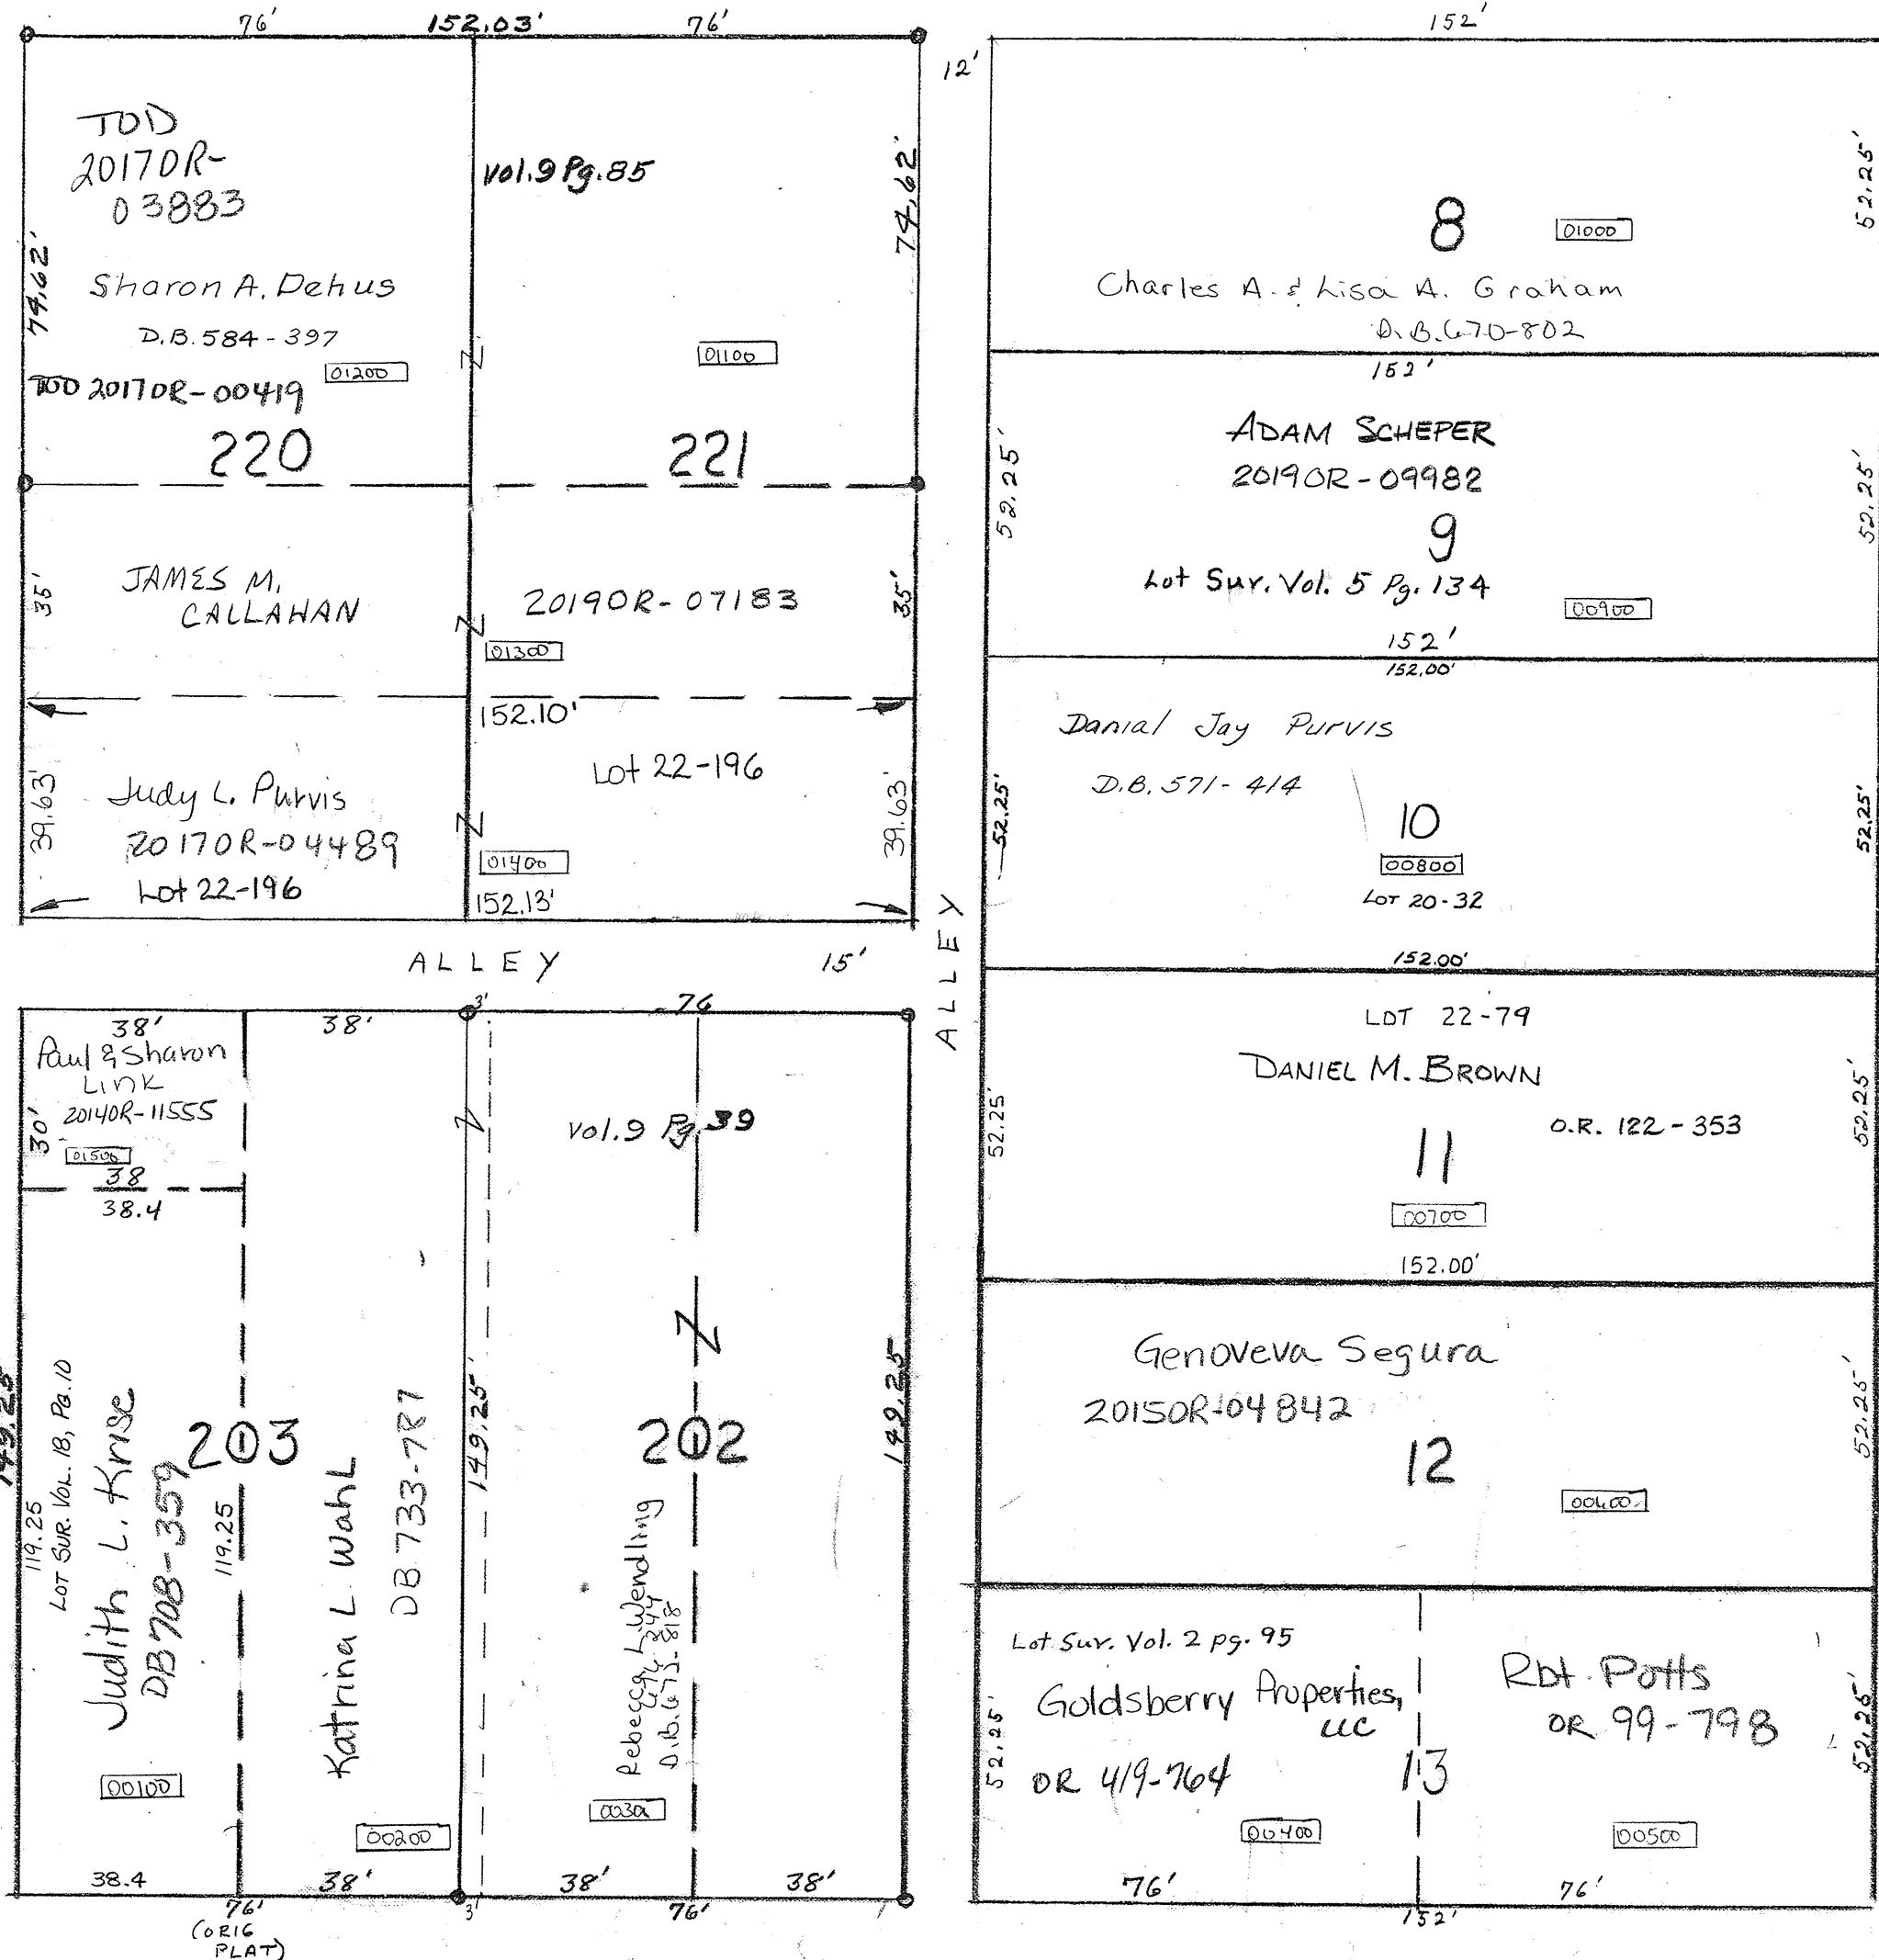 76'
152.03'
76'
TOD
2017OR-
03883
Vol.9 Pg.85
74.62'
74.62'
Sharon A. Dehus
D.B. 584-397
01200
01100
TOD 2017OR-00419
220
221
35'
JAMES M.
CALLAHAN
2019OR-07183
35'
01300
152.10'
39.63'
Judy L. Purvis
2017OR-04489
Lot 22-196
Lot 22-196
39.63'
01400
152.13'
ALLEY
15'
12'
ALLEY
38'
38'
3'
76
Paul & Sharon
Link
2014OR-11555
30'
01500
38
38.4
Vol.9 Pg.39
149.25'
119.25
LOT SUR. VOL. 18, PG.10
Judith L. Krise
DB 708-359
203
119.25
Katrina L. Wahl
DB 733-787
149.25'
202
149.25
Rebecca L. Wendling
D.B. 673-818
00100
00200
38.4
38'
38'
38'
76'
3'
76'
(ORIG
PLAT)
152'
52.25'
8
01000
Charles A. & Lisa A. Graham
D.B. 670-802
152'
52.25'
ADAM SCHEPER
2019OR-09982
52.25'
9
Lot Sur. Vol. 5 Pg. 134
00900
152'
152.00'
Danial Jay Purvis
D.B. 571-414
52.25'
52.25'
10
00800
LOT 20-32
152.00'
LOT 22-79
DANIEL M. BROWN
52.25'
O.R. 122-353
52.25'
11
00700
152.00'
Genoveva Segura
2015OR-04842
52.25'
12
00600
Lot Sur. Vol. 2 pg. 95
Goldsberry Properties,
LLC
OR 419-764
52.25'
13
Rbt. Potts
OR 99-798
52.25'
00400
00500
76'
76'
152'